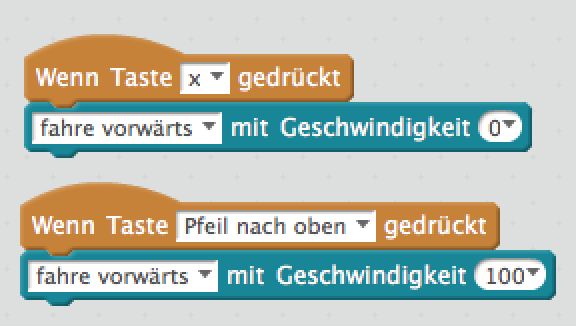 Wenn Taste x gedrückt
fahre vorwärts mit Geschwindigkeit 0
Wenn Taste Pfeil nach oben gedrückt
fahre vorwärts mit Geschwindigkeit 100